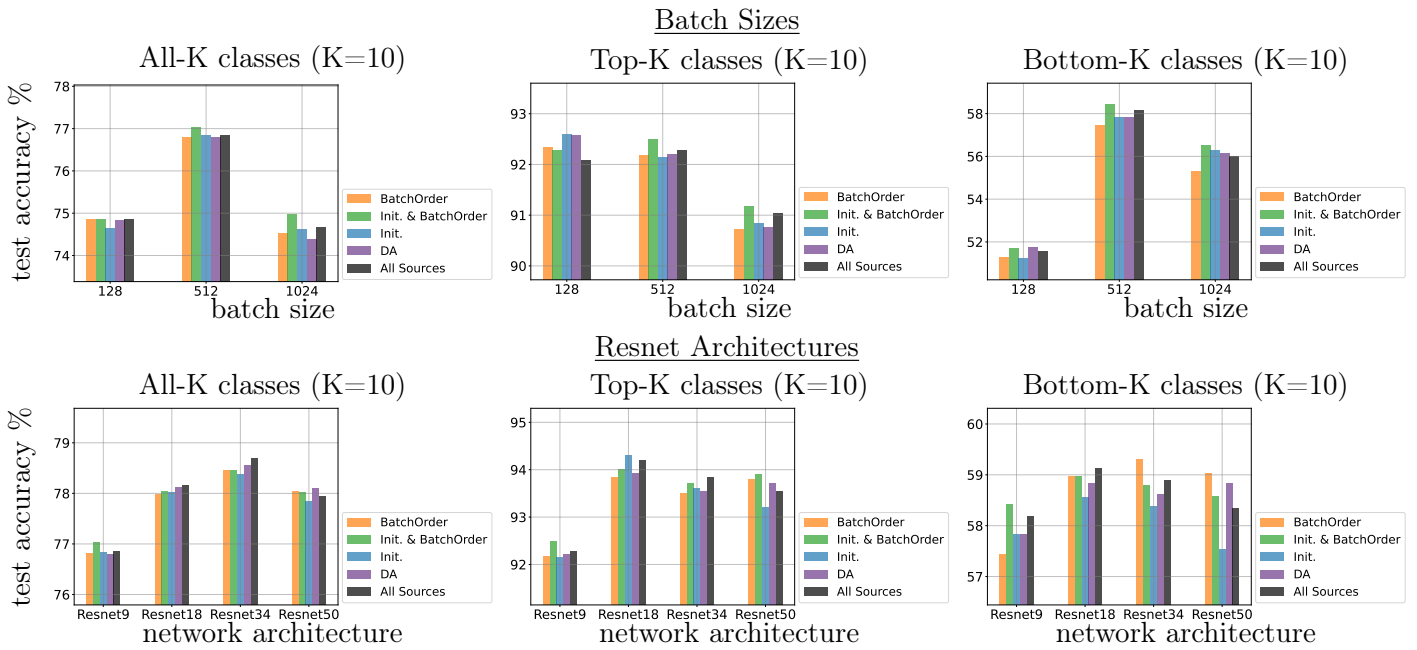 Batch Sizes
All-K classes (K=10)
Top-K classes (K=10)
Bottom-K classes (K=10)
test accuracy %
78
77
76
75
74
128
512
1024
batch size
BatchOrder
Init. & BatchOrder
Init.
DA
All Sources
93
92
91
90
128
512
1024
batch size
BatchOrder
Init. & BatchOrder
Init.
DA
All Sources
58
56
54
52
128
512
1024
batch size
BatchOrder
Init. & BatchOrder
Init.
DA
All Sources
Resnet Architectures
All-K classes (K=10)
Top-K classes (K=10)
Bottom-K classes (K=10)
test accuracy %
79
78
77
76
Resnet9
Resnet18
Resnet34
Resnet50
network architecture
BatchOrder
Init. & BatchOrder
Init.
DA
All Sources
95
94
93
92
Resnet9
Resnet18
Resnet34
Resnet50
network architecture
BatchOrder
Init. & BatchOrder
Init.
DA
All Sources
60
59
58
57
Resnet9
Resnet18
Resnet34
Resnet50
network architecture
BatchOrder
Init. & BatchOrder
Init.
DA
All Sources